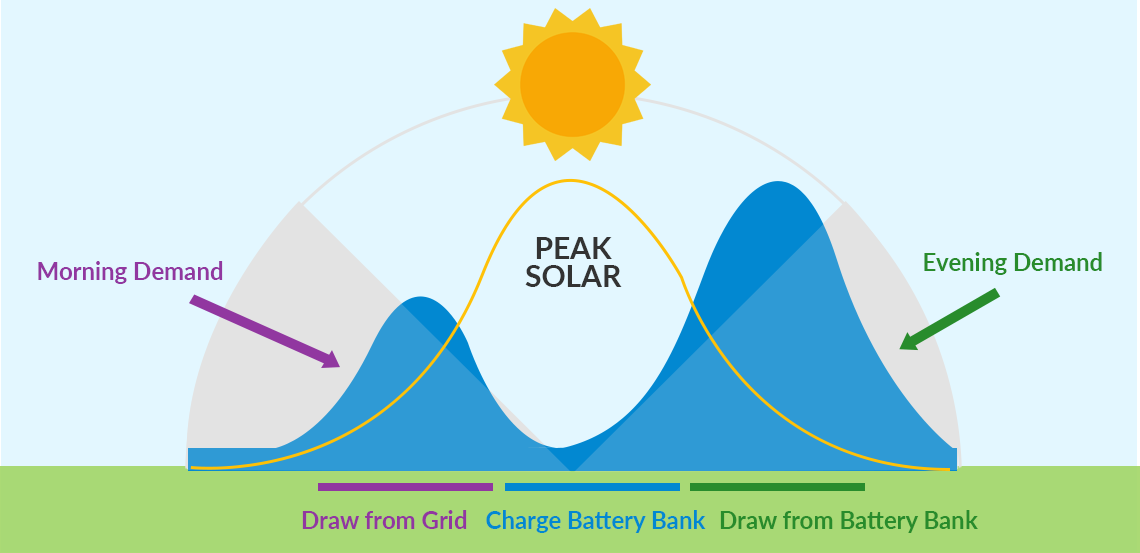 PEAK
SOLAR
Morning Demand
Evening Demand
Draw from Grid
Charge Battery Bank
Draw from Battery Bank